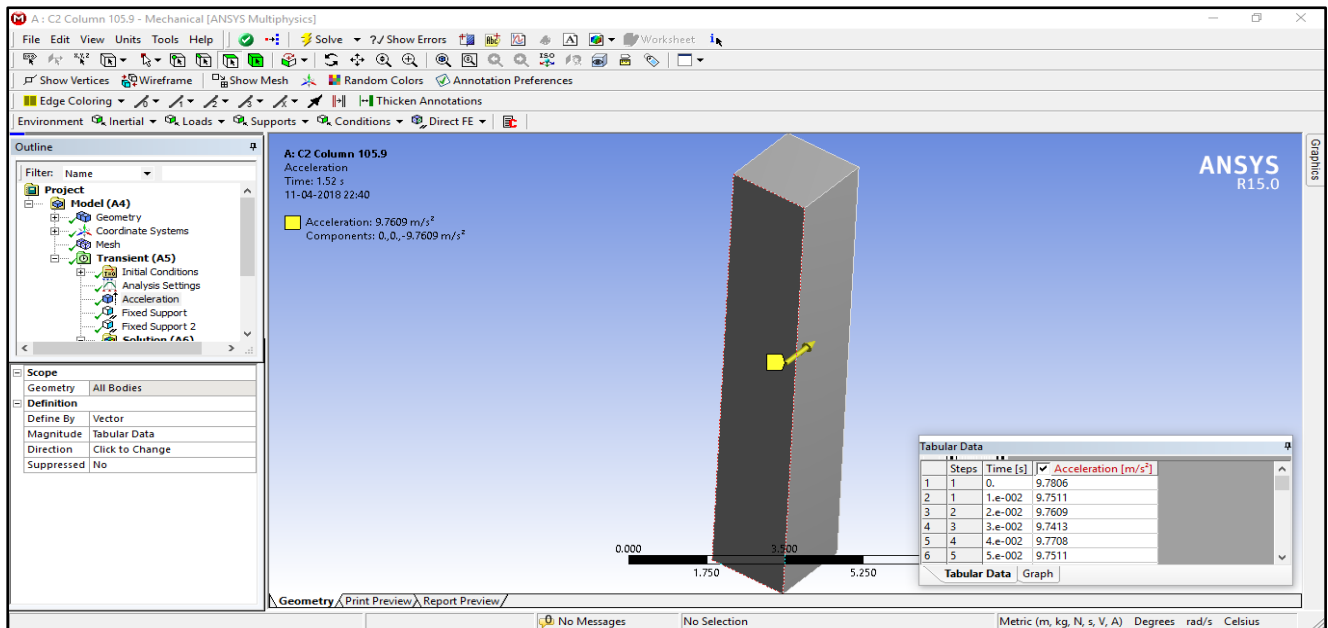 A : C2 Column 105.9 - Mechanical [ANSYS Multiphysics]
File Edit View Units Tools Help Solve ?/ Show Errors Worksheet
Show Vertices Wireframe Show Mesh Random Colors Annotation Preferences
Edge Coloring Thicken Annotations
Environment Inertial Loads Supports Conditions Direct FE
Outline
Filter: Name
Project
Model (A4)
Geometry
Coordinate Systems
Mesh
Transient (A5)
Initial Conditions
Analysis Settings
Acceleration
Fixed Support
Fixed Support 2
Solution (A6)
Scope
Geometry All Bodies
Definition
Define By Vector
Magnitude Tabular Data
Direction Click to Change
Suppressed No
A: C2 Column 105.9
Acceleration
Time: 1.52 s
11-04-2018 22:40
Acceleration: 9.7609 m/s²
Components: 0.,0.,-9.7609 m/s²
ANSYS
R15.0
Graphics
0.000 3.500
1.750 5.250
Tabular Data
Steps Time [s] Acceleration [m/s²]
1 1 0. 9.7806
2 1 1.e-002 9.7511
3 2 2.e-002 9.7609
4 3 3.e-002 9.7413
5 4 4.e-002 9.7708
6 5 5.e-002 9.7511
Tabular Data Graph
Geometry Print Preview Report Preview
No Messages No Selection Metric (m, kg, N, s, V, A) Degrees rad/s Celsius